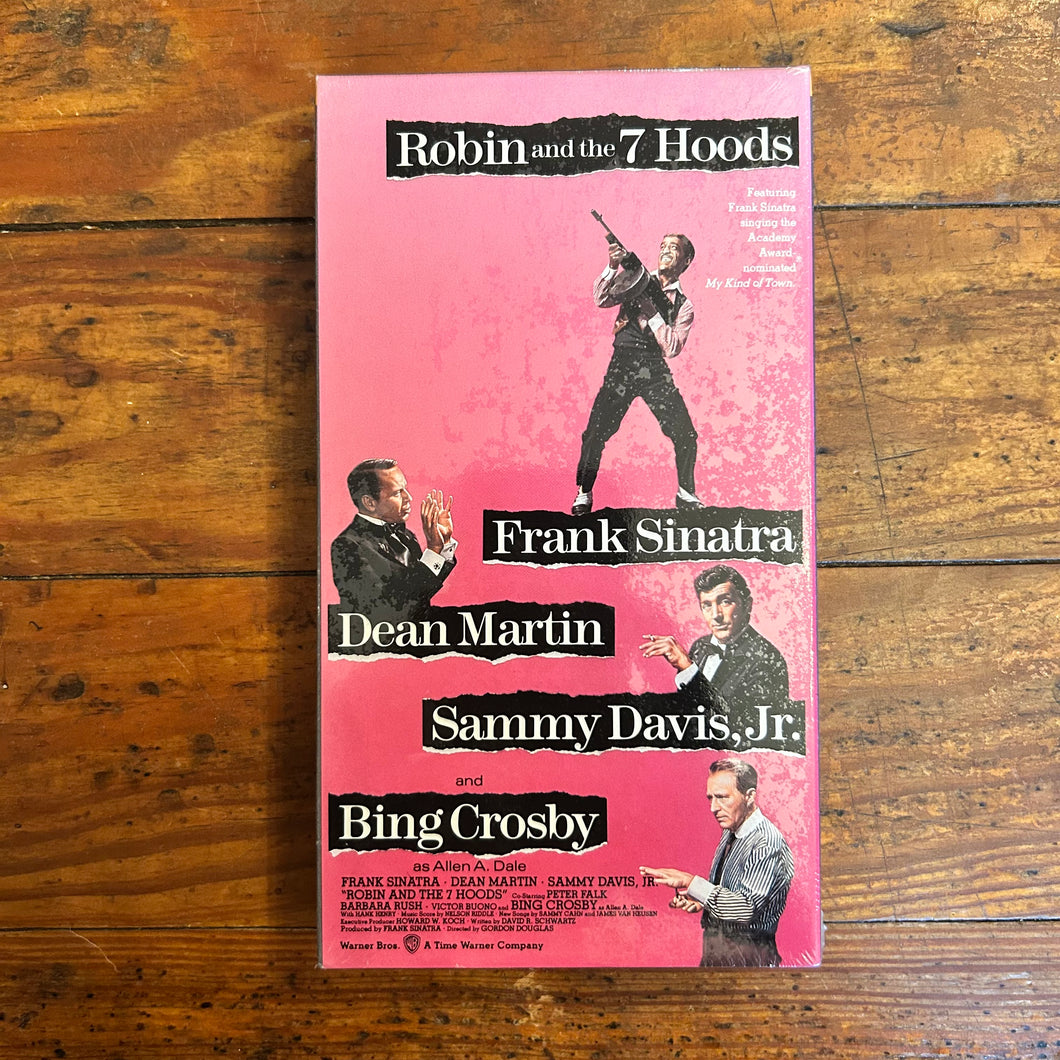 Robin and the 7 Hoods
Featuring
Frank Sinatra
singing the
Academy
Award-
nominated
My Kind of Town.
Frank Sinatra
Dean Martin
Sammy Davis, Jr.
and
Bing Crosby
as Allen A. Dale
FRANK SINATRA · DEAN MARTIN · SAMMY DAVIS, JR.
"ROBIN AND THE 7 HOODS" Co-Starring PETER FALK
BARBARA RUSH · VICTOR BUONO and BING CROSBY as Allen A. Dale
With HANK HENRY · Music Score by NELSON RIDDLE · New Songs by SAMMY CAHN and JAMES VAN HEUSEN
Executive Producer HOWARD W. KOCH · Written by DAVID R. SCHWARTZ
Produced by FRANK SINATRA · Directed by GORDON DOUGLAS
Warner Bros. WB A Time Warner Company